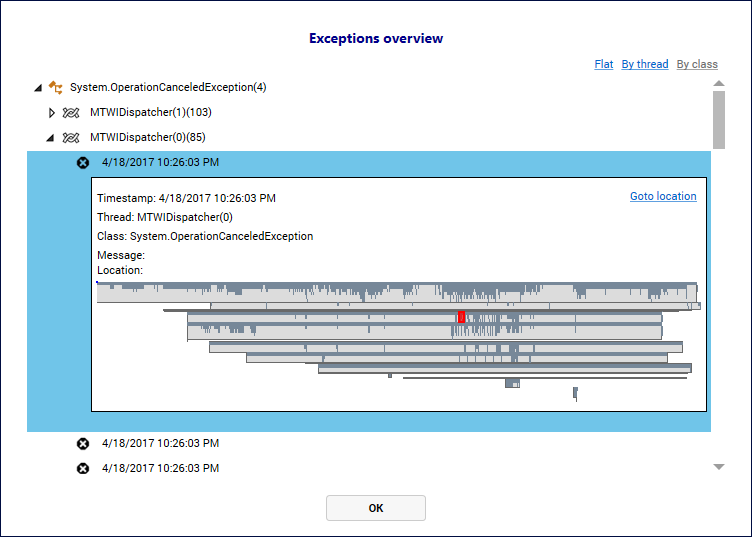 Exceptions overview
Flat By thread By class
System.OperationCanceledException(4)
MTWIDispatcher(1)(103)
MTWIDispatcher(0)(85)
4/18/2017 10:26:03 PM
Timestamp: 4/18/2017 10:26:03 PM Goto location
Thread: MTWIDispatcher(0)
Class: System.OperationCanceledException
Message:
Location:
4/18/2017 10:26:03 PM
4/18/2017 10:26:03 PM
OK